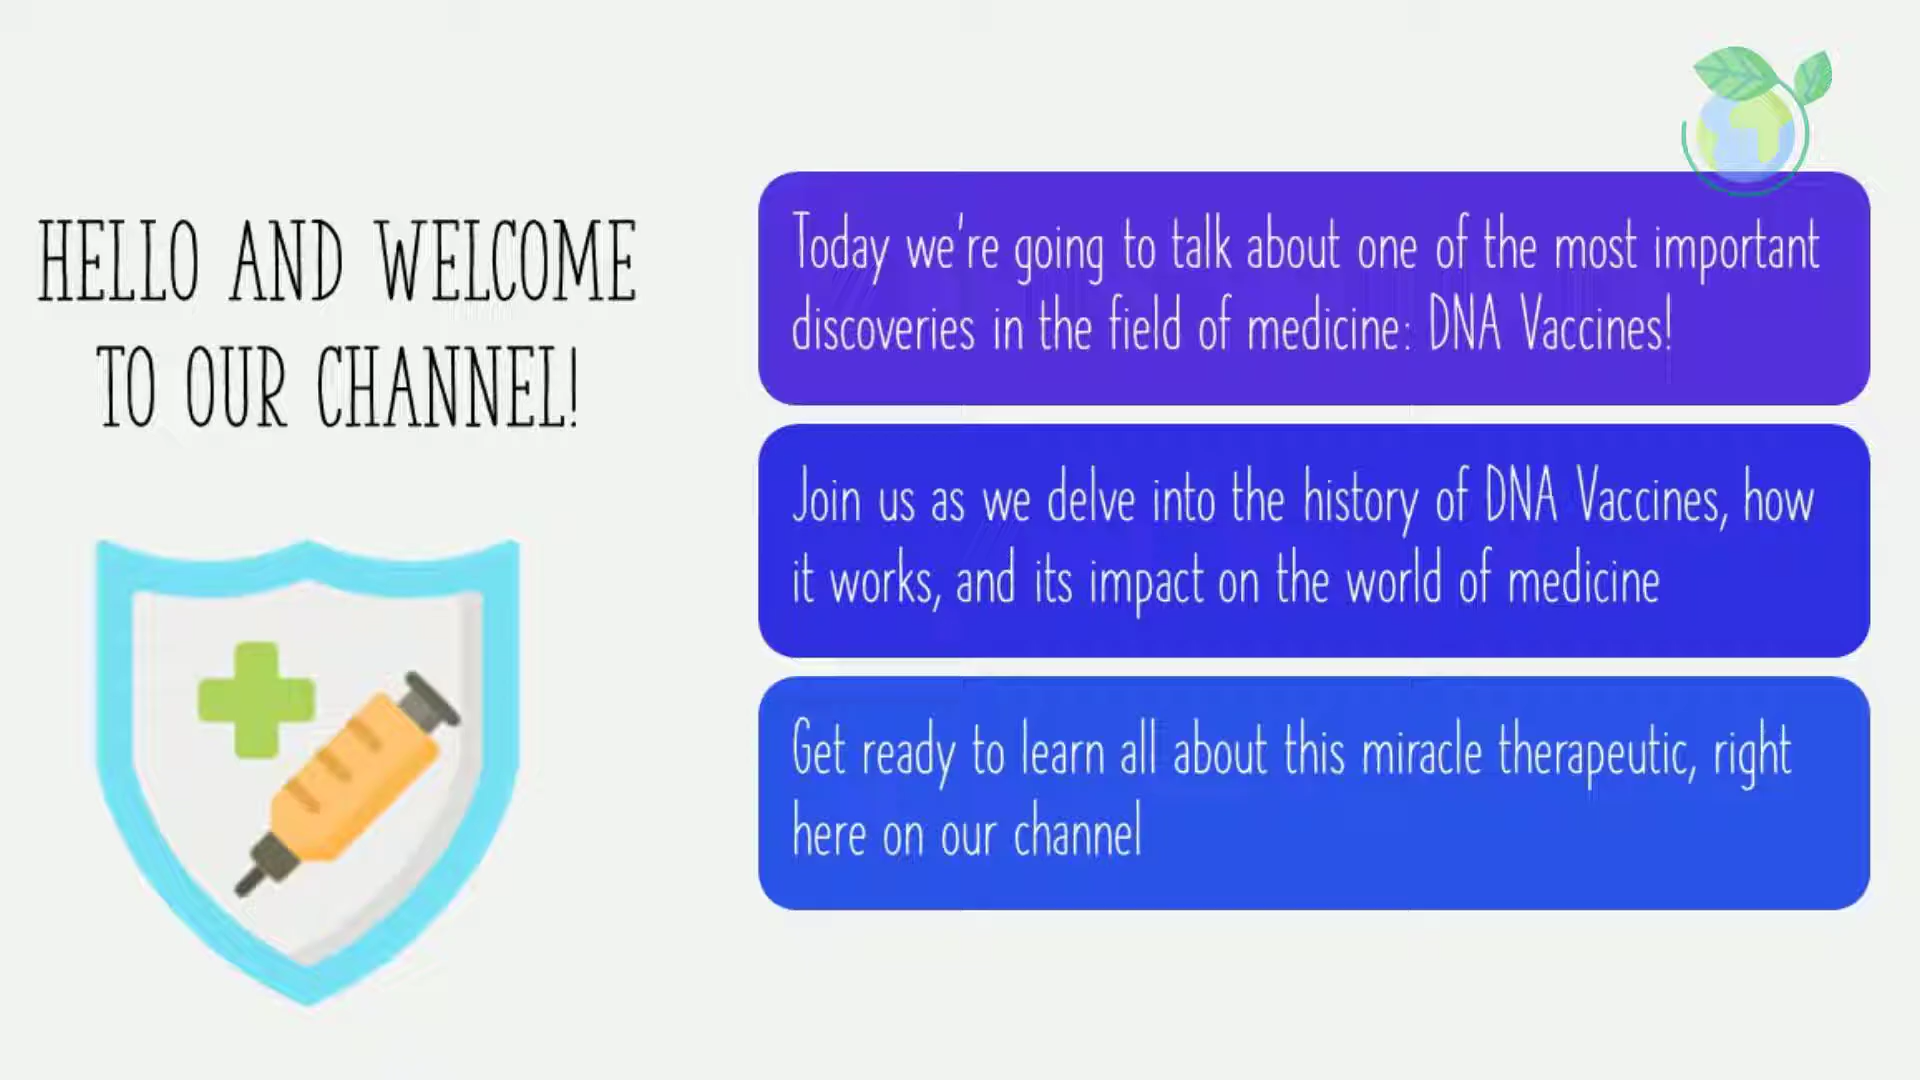 HELLO AND WELCOME
TO OUR CHANNEL!
Today we're going to talk about one of the most important
discoveries in the field of medicine: DNA Vaccines!
Join us as we delve into the history of DNA Vaccines, how
it works, and its impact on the world of medicine
Get ready to learn all about this miracle therapeutic, right
here on our channel